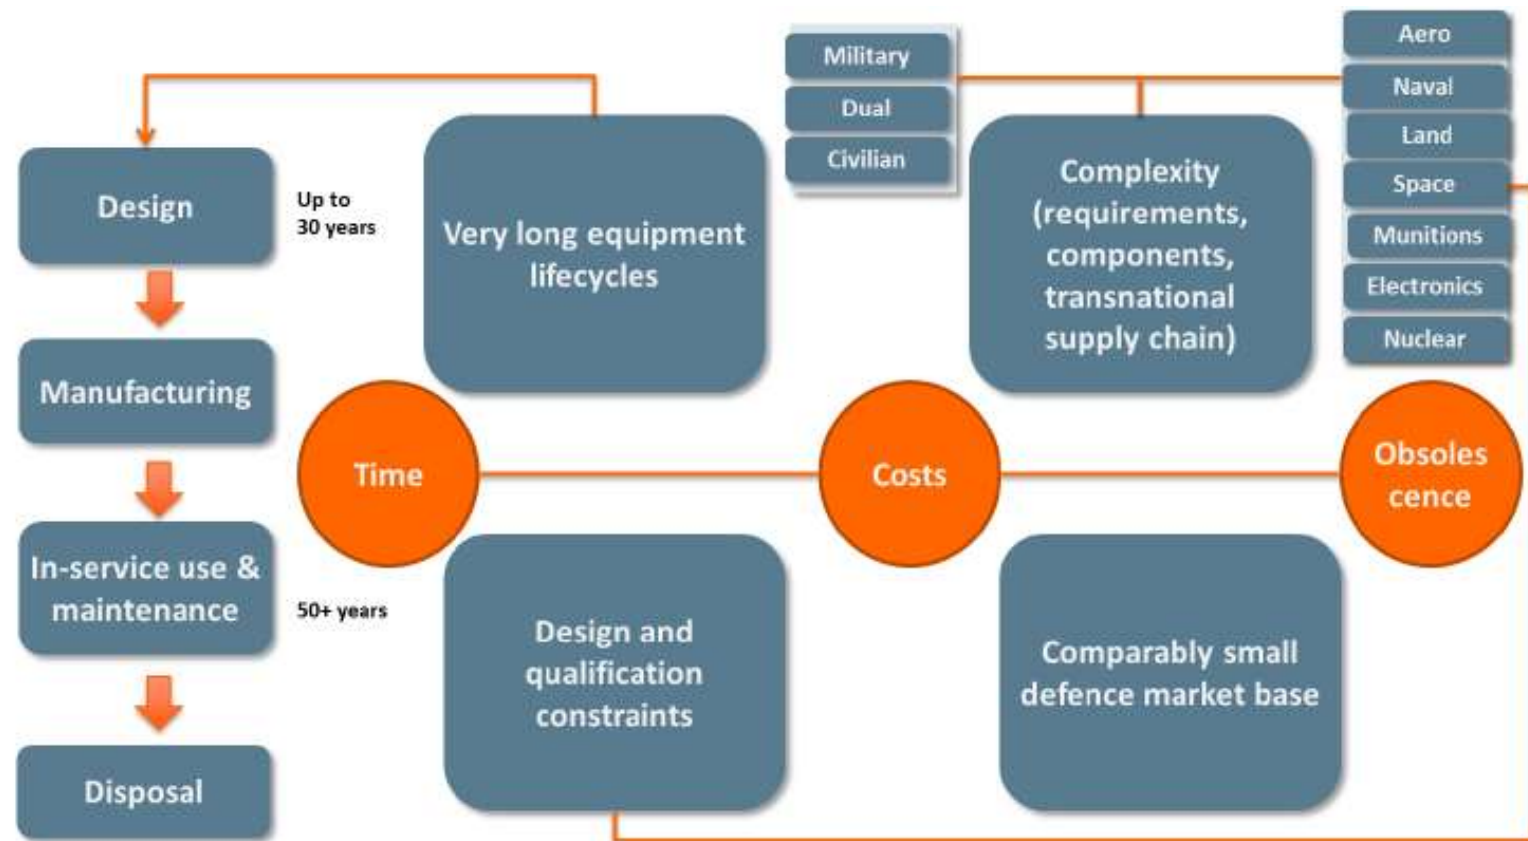 Design
Manufacturing
In-service use &
maintenance
Disposal
Up to
30 years
50+ years
Very long equipment
lifecycles
Military
Dual
Civilian
Complexity
(requirements,
components,
transnational
supply chain)
Aero
Naval
Land
Space
Munitions
Electronics
Nuclear
Time
Costs
Obsoles
cence
Design and
qualification
constraints
Comparably small
defence market base